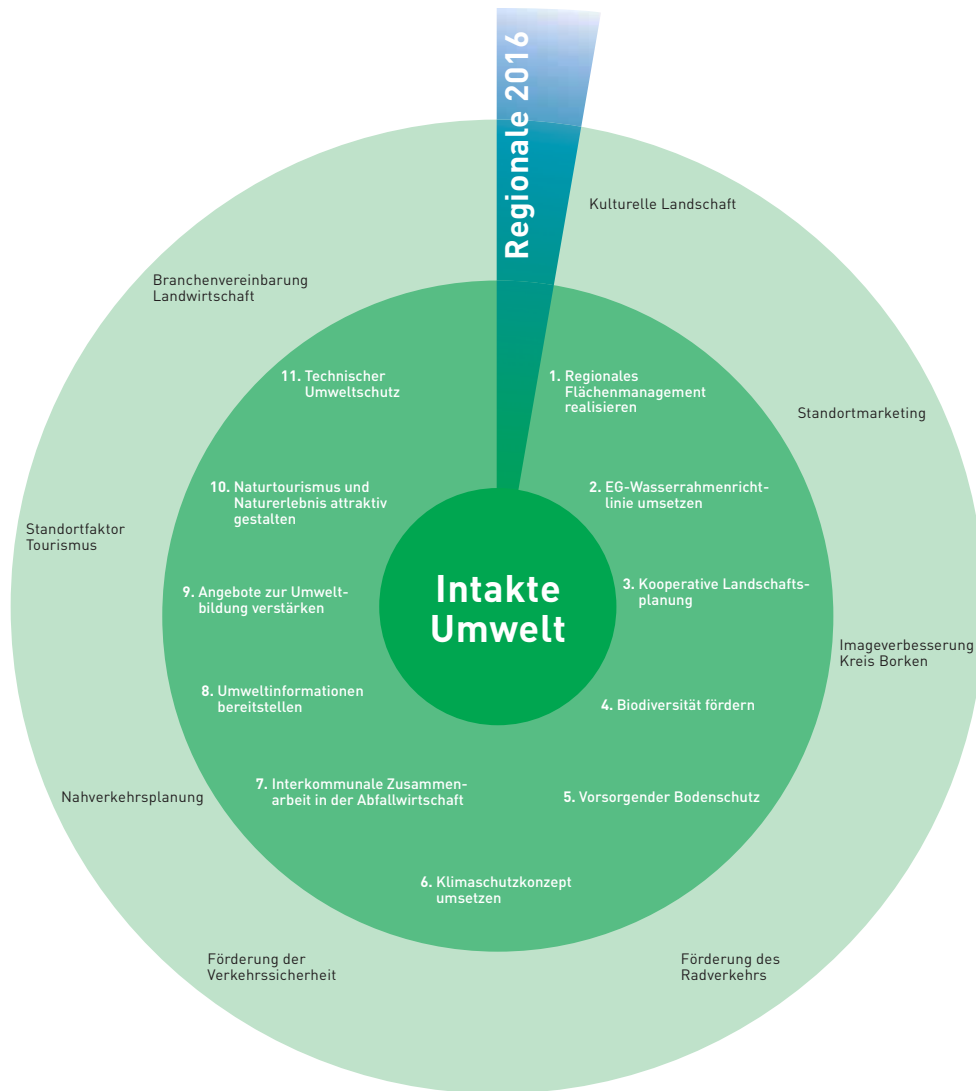 Regionale 2016
Kulturelle Landschaft
Branchenvereinbarung
Landwirtschaft
11. Technischer
Umweltschutz
1. Regionales
Flächenmanagement
realisieren
Standortmarketing
10. Naturtourismus und
Naturerlebnis attraktiv
gestalten
2. EG-Wasserrahmenricht-
linie umsetzen
Standortfaktor
Tourismus
Intakte
Umwelt
9. Angebote zur Umwelt-
bildung verstärken
3. Kooperative Landschafts-
planung
Imageverbesserung
Kreis Borken
8. Umweltinformationen
bereitstellen
4. Biodiversität fördern
Nahverkehrsplanung
7. Interkommunale Zusammen-
arbeit in der Abfallwirtschaft
5. Vorsorgender Bodenschutz
6. Klimaschutzkonzept
umsetzen
Förderung der
Verkehrssicherheit
Förderung des
Radverkehrs